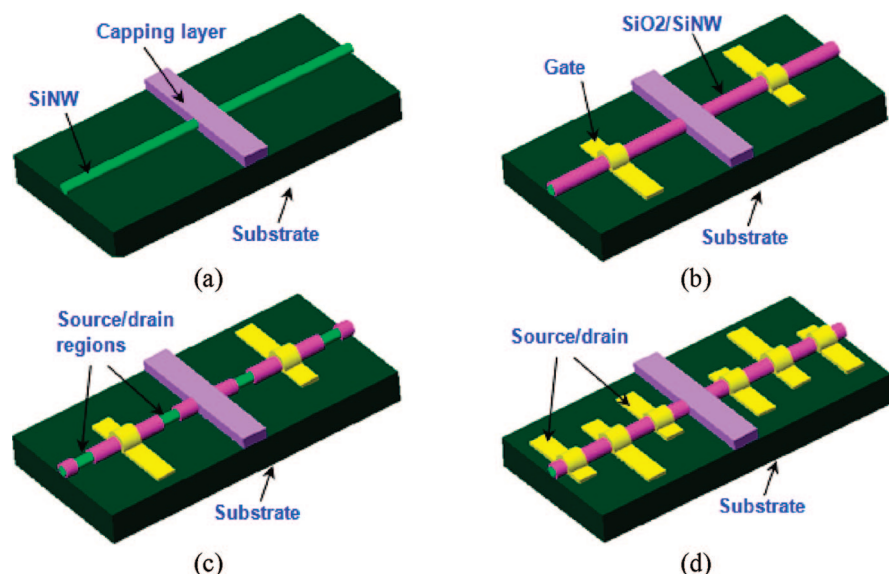 Capping layer
SiNW
Substrate
(a)
SiO2/SiNW
Gate
Substrate
(b)
Source/drain
regions
Substrate
(c)
Source/drain
Substrate
(d)